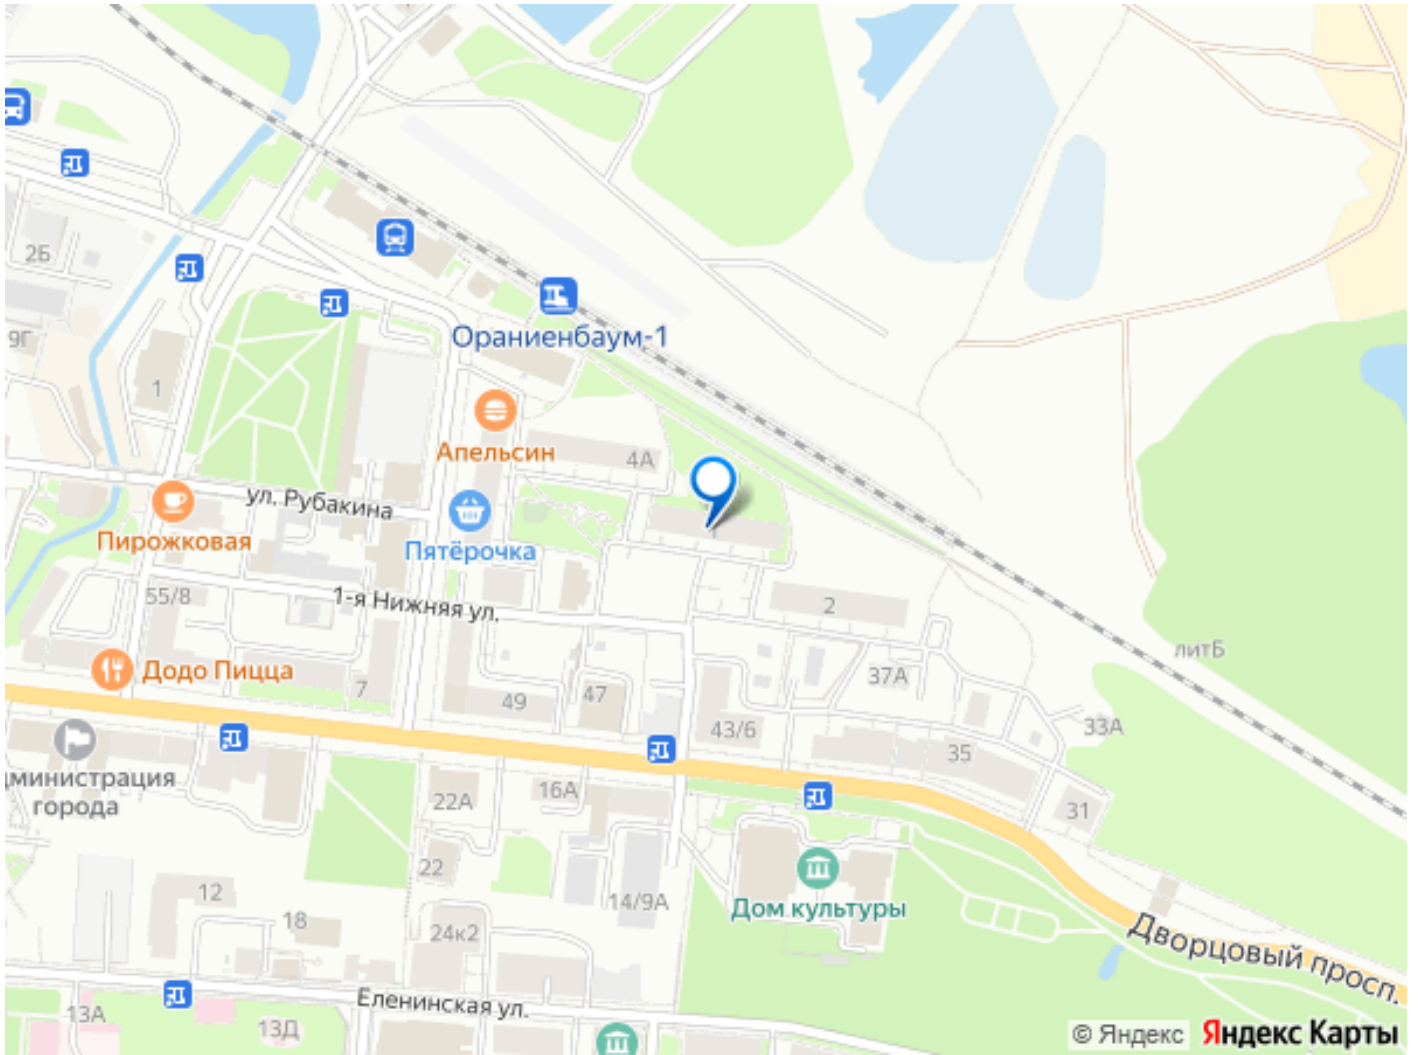 2Б
Ораниенбаум-1
9Г
1
Апельсин
4А
ул. Рубакина
Пирожковая
Пятёрочка
55/8
1-я Нижняя ул.
2
литБ
Додо Пицца
7
49
47
37А
43/6
33А
35
министрация
города
22А
16А
31
22
12
14/9А
Дом культуры
18
24к2
Дворцовый просп.
Еленинская ул.
13А
13Д
© Яндекс Яндекс Карты